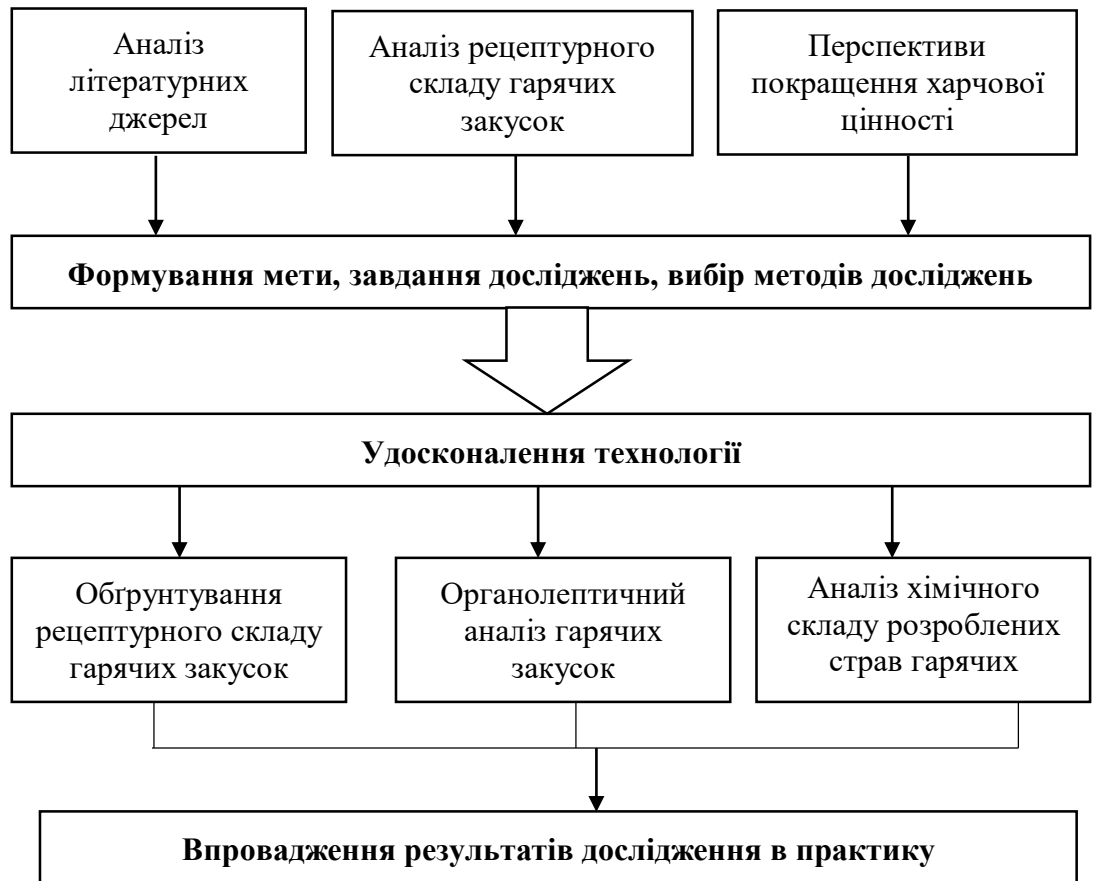 Аналіз
літературних
джерел
Аналіз рецептурного
складу гарячих
закусок
Перспективи
покращення харчової
цінності
Формування мети, завдання досліджень, вибір методів досліджень
Удосконалення технології
Обґрунтування
рецептурного складу
гарячих закусок
Органолептичний
аналіз гарячих
закусок
Аналіз хімічного
складу розроблених
страв гарячих
Впровадження результатів дослідження в практику